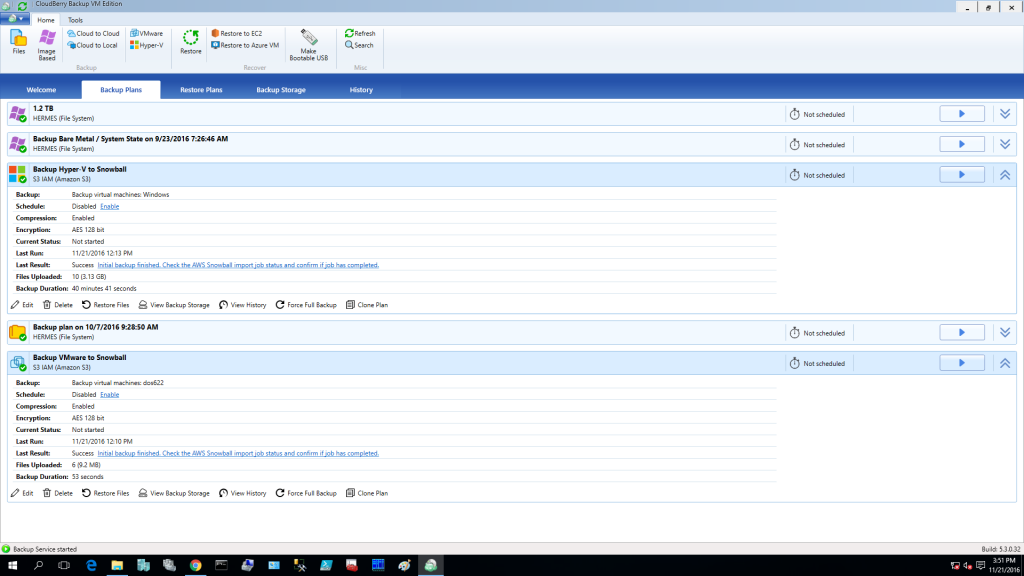 CloudBerry Backup VM Edition
Home Tools
Files
Image Based
Cloud to Cloud
Cloud to Local
VMware
Hyper-V
Backup
Restore
Restore to EC2
Restore to Azure VM
Make Bootable USB
Recover
Refresh
Search
Misc
Welcome Backup Plans Restore Plans Backup Storage History
1.2 TB
HERMES (File System)
Not scheduled
Backup Bare Metal / System State on 9/23/2016 7:26:46 AM
HERMES (File System)
Not scheduled
Backup Hyper-V to Snowball
S3 IAM (Amazon S3)
Not scheduled
Backup: Backup virtual machines: Windows
Schedule: Disabled Enable
Compression: Enabled
Encryption: AES 128 bit
Current Status: Not started
Last Run: 11/21/2016 12:13 PM
Last Result: Success Initial backup finished. Check the AWS Snowball import job status and confirm if job has completed.
Files Uploaded: 10 (3.13 GB)
Backup Duration: 40 minutes 41 seconds
Edit Delete Restore Files View Backup Storage View History Force Full Backup Clone Plan
Backup plan on 10/7/2016 9:28:50 AM
HERMES (File System)
Not scheduled
Backup VMware to Snowball
S3 IAM (Amazon S3)
Not scheduled
Backup: Backup virtual machines: dos622
Schedule: Disabled Enable
Compression: Enabled
Encryption: AES 128 bit
Current Status: Not started
Last Run: 11/21/2016 12:10 PM
Last Result: Success Initial backup finished. Check the AWS Snowball import job status and confirm if job has completed.
Files Uploaded: 6 (9.2 MB)
Backup Duration: 53 seconds
Edit Delete Restore Files View Backup Storage View History Force Full Backup Clone Plan
Backup Service started
Build: 5.3.0.32
3:51 PM
11/21/2016